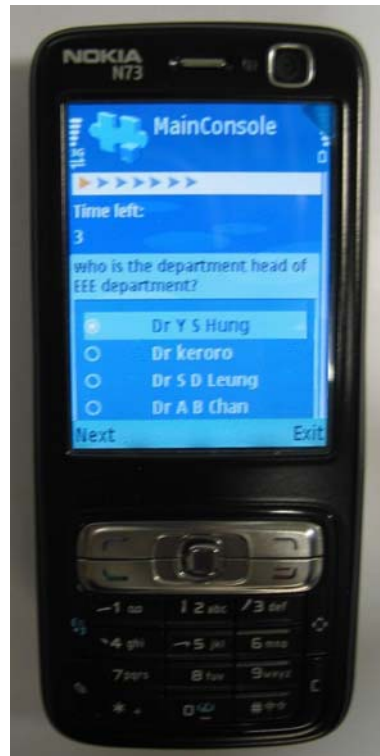 NOKIA
N73
MainConsole
3G
Time left:
3
who is the department head of
EEE department?
Dr Y S Hung
Dr keroro
Dr S D Leung
Dr A B Chan
Next Exit
1 2 abc 3 def
4 ghi 5 jkl 6 mno
7 pqrs 8 tuv 9 wxyz
* 0 #